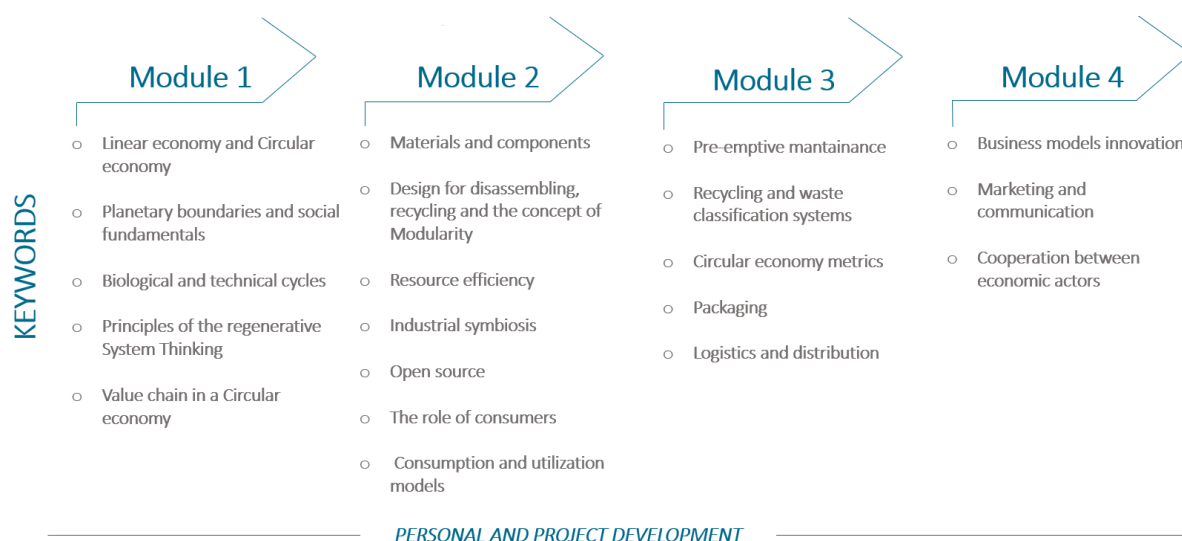 KEYWORDS
Module 1
o Linear economy and Circular
economy
o Planetary boundaries and social
fundamentals
o Biological and technical cycles
o Principles of the regenerative
System Thinking
o Value chain in a Circular
economy
Module 2
o Materials and components
o Design for disassembling,
recycling and the concept of
Modularity
o Resource efficiency
o Industrial symbiosis
o Open source
o The role of consumers
o Consumption and utilization
models
Module 3
o Pre-emptive mantainance
o Recycling and waste
classification systems
o Circular economy metrics
o Packaging
o Logistics and distribution
Module 4
o Business models innovation
o Marketing and
communication
o Cooperation between
economic actors
PERSONAL AND PROJECT DEVELOPMENT